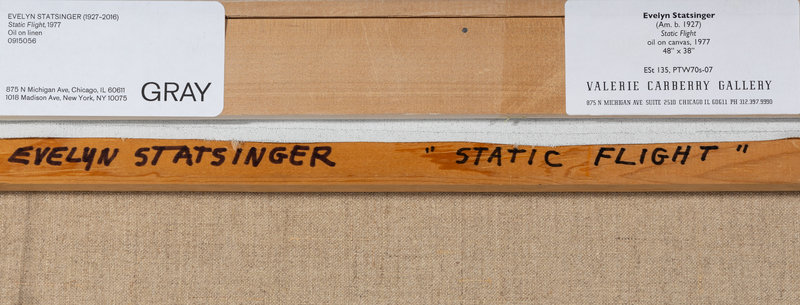 EVELYN STATSINGER (1927–2016)
Static Flight, 1977
Oil on linen
0915056
875 N Michigan Ave, Chicago, IL 60611
1018 Madison Ave, New York, NY 10075
GRAY
Evelyn Statsinger
(Am. b. 1927)
Static Flight
oil on canvas, 1977
48" x 38"
ESt 135, PTW70s-07
VALERIE CARBERRY GALLERY
875 N MICHIGAN AVE SUITE 2510 CHICAGO IL 60611 PH 312.397.9990
EVELYN STATSINGER " STATIC FLIGHT "